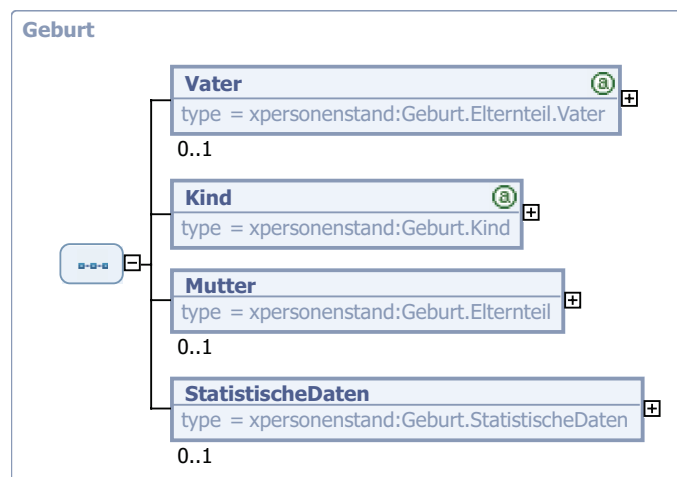 Geburt
Vater
type = xpersonenstand:Geburt.Elternteil.Vater
0..1
Kind
type = xpersonenstand:Geburt.Kind
Mutter
type = xpersonenstand:Geburt.Elternteil
0..1
StatistischeDaten
type = xpersonenstand:Geburt.StatistischeDaten
0..1